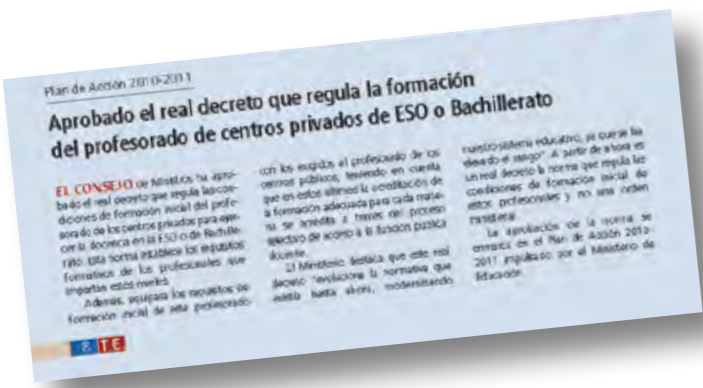 Plan de Acción 2010-2011
Aprobado el real decreto que regula la formación
del profesorado de centros privados de ESO o Bachillerato
EL CONSEJO de Ministros ha apro-
bado el real decreto que regula las con-
diciones de formación inicial del profe-
sorado de los centros privados para ejer-
cer la docencia en la ESO o de Bachille-
rato. Esta norma establece los requisitos
formativos de los profesionales que
impartan estos niveles.
Además, equipara los requisitos de
formación inicial de este profesorado
con los exigidos al profesorado de los
centros públicos, teniendo en cuenta
que en estos últimos la acreditación de
la formación adecuada para cada mate-
ria se acredita a través del proceso
selectivo de acceso a la función pública
docente.
El Ministerio destaca que este real
decreto "evoluciona la normativa que
existía hasta ahora, modernizando
nuestro sistema educativo, ya que se ha
elevado el rango". A partir de ahora es
un real decreto la norma que regula las
condiciones de formación inicial de
estos profesionales y no una orden
ministerial.
La aprobación de la norma se
enmarca en el Plan de Acción 2010-
2011 impulsado por el Ministerio de
Educación.
8 TE